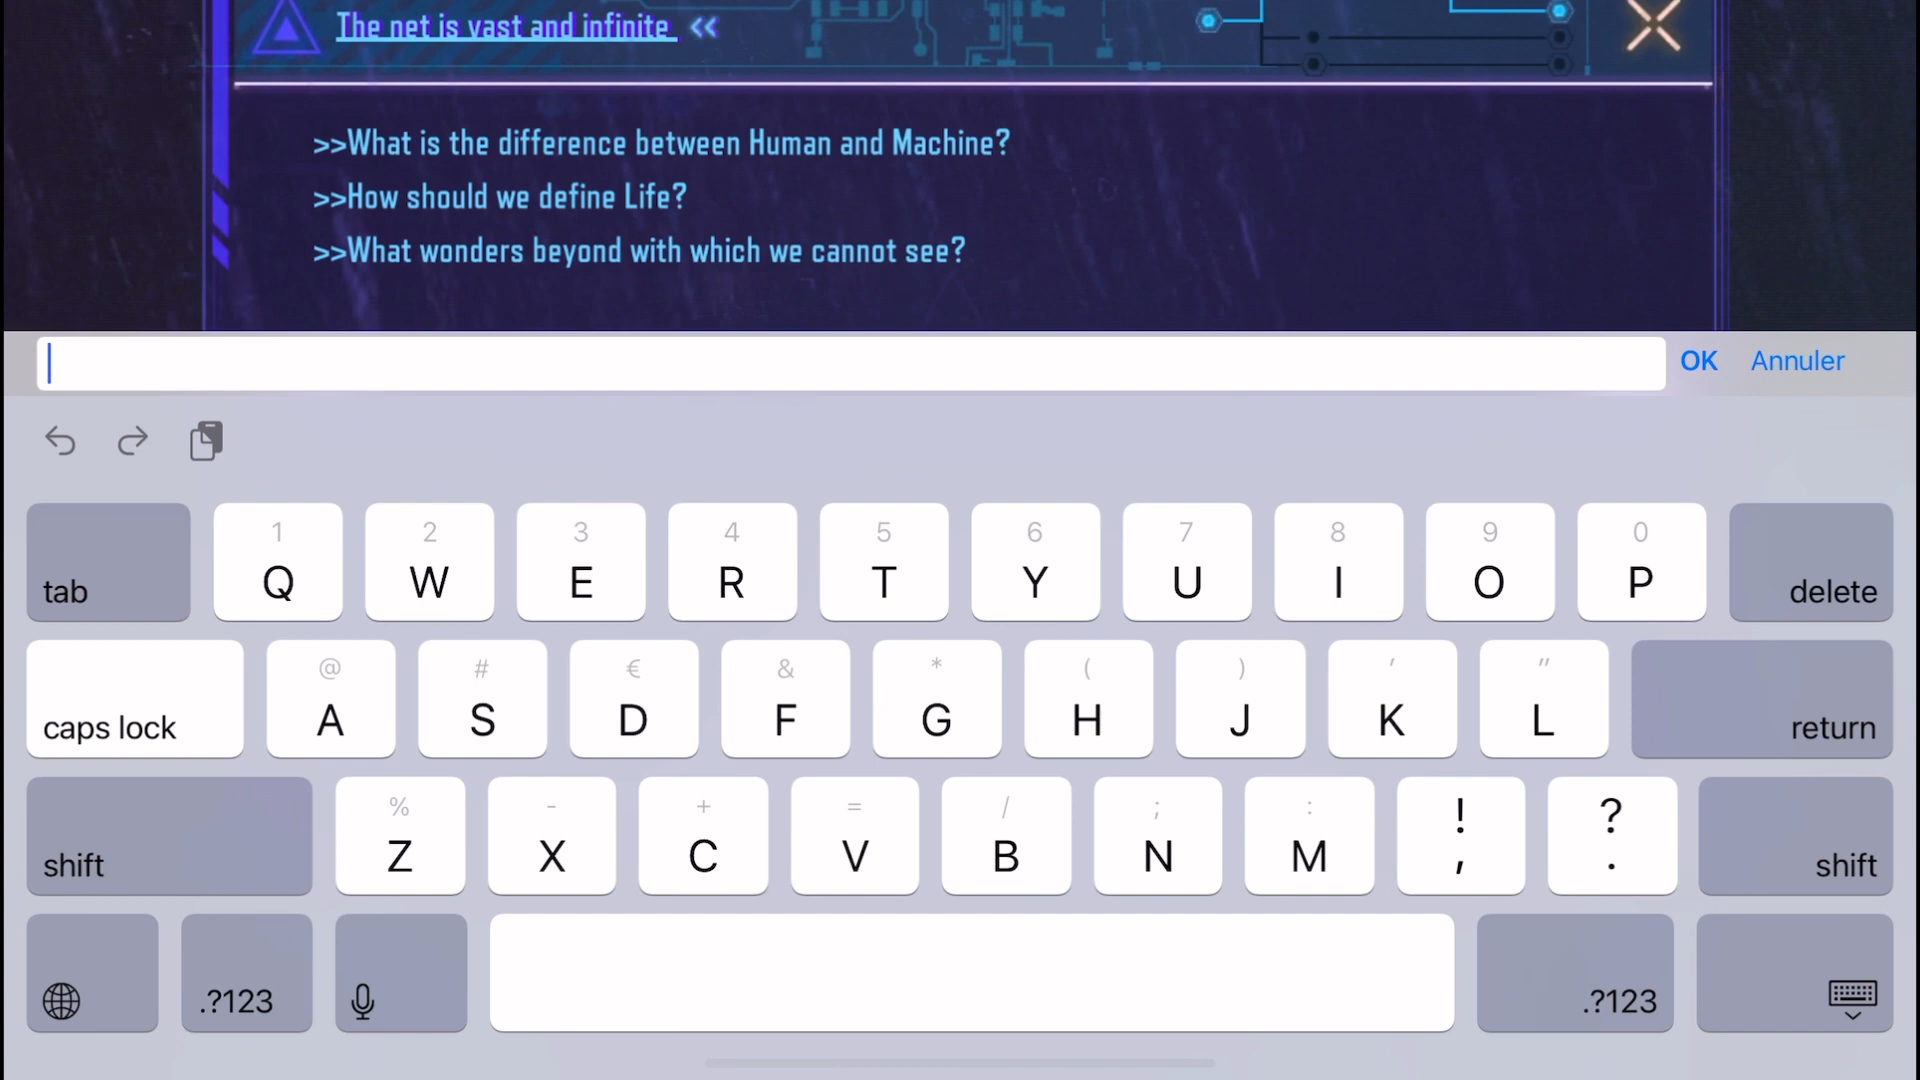 The net is vast and infinite <<
>>What is the difference between Human and Machine?
>>How should we define Life?
>>What wonders beyond with which we cannot see?
OK Annuler
1 2 3 4 5 6 7 8 9 0
tab Q W E R T Y U I O P delete
@ # € & * ( ) ' "
caps lock A S D F G H J K L return
% - + = / ; : ! ?
shift Z X C V B N M , . shift
.?123 .?123